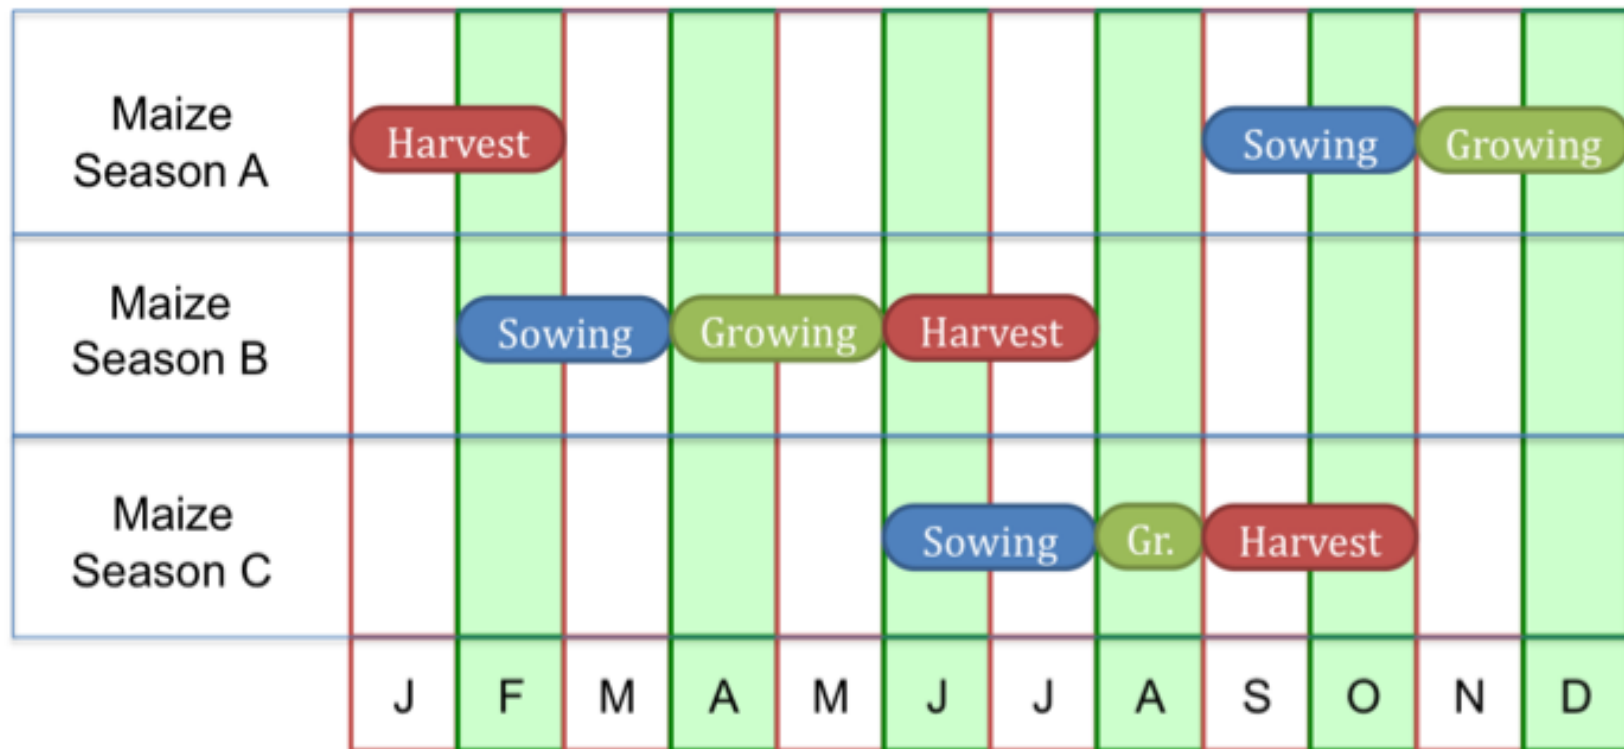 Maize
Season A
Harvest
Sowing
Growing
Maize
Season B
Sowing
Growing
Harvest
Maize
Season C
Sowing
Gr.
Harvest
J F M A M J J A S O N D